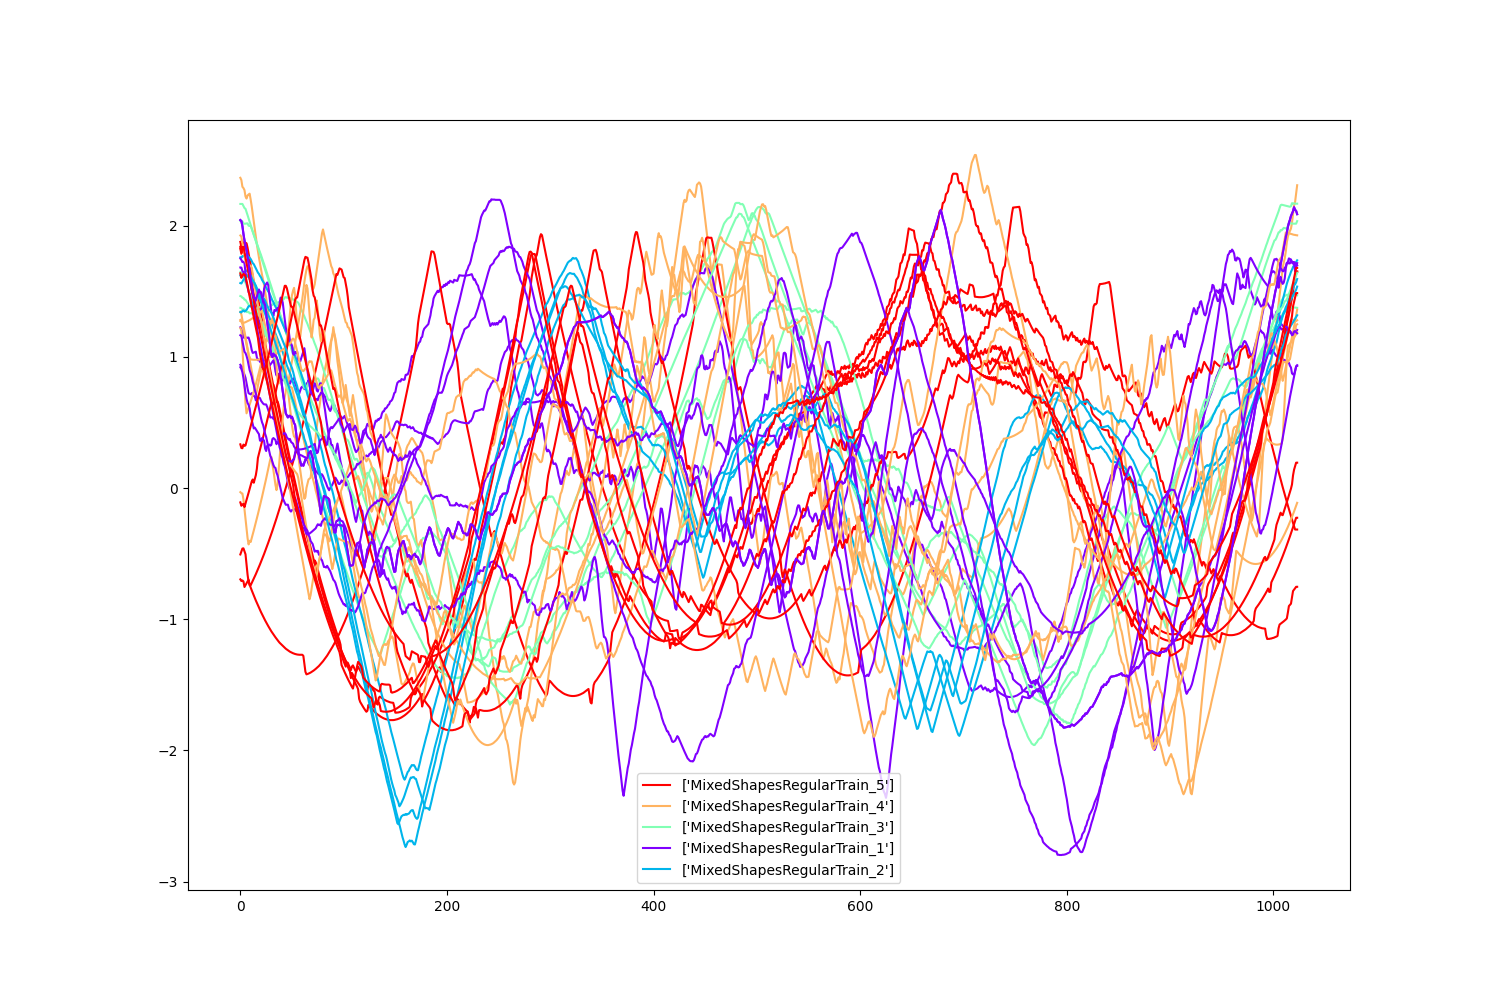 2
1
0
−1
−2
−3
0
200
400
600
800
1000
['MixedShapesRegularTrain_5']
['MixedShapesRegularTrain_4']
['MixedShapesRegularTrain_3']
['MixedShapesRegularTrain_1']
['MixedShapesRegularTrain_2']